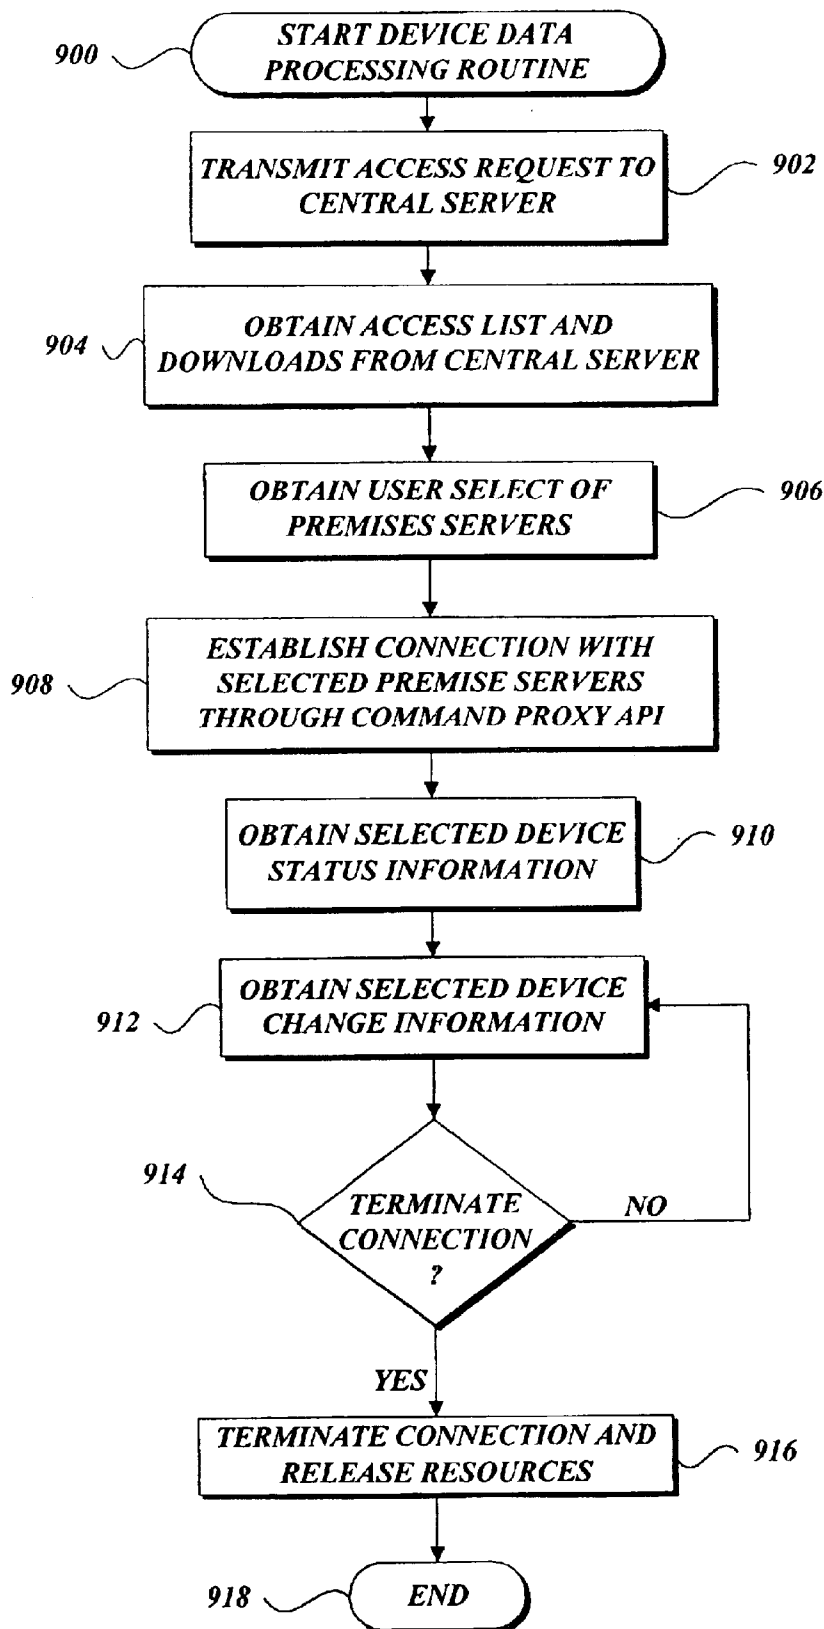 900
START DEVICE DATA
PROCESSING ROUTINE
TRANSMIT ACCESS REQUEST TO
CENTRAL SERVER
902
904
OBTAIN ACCESS LIST AND
DOWNLOADS FROM CENTRAL SERVER
OBTAIN USER SELECT OF
PREMISES SERVERS
906
908
ESTABLISH CONNECTION WITH
SELECTED PREMISE SERVERS
THROUGH COMMAND PROXY API
OBTAIN SELECTED DEVICE
STATUS INFORMATION
910
912
OBTAIN SELECTED DEVICE
CHANGE INFORMATION
914
TERMINATE
CONNECTION
?
NO
YES
TERMINATE CONNECTION AND
RELEASE RESOURCES
916
918
END